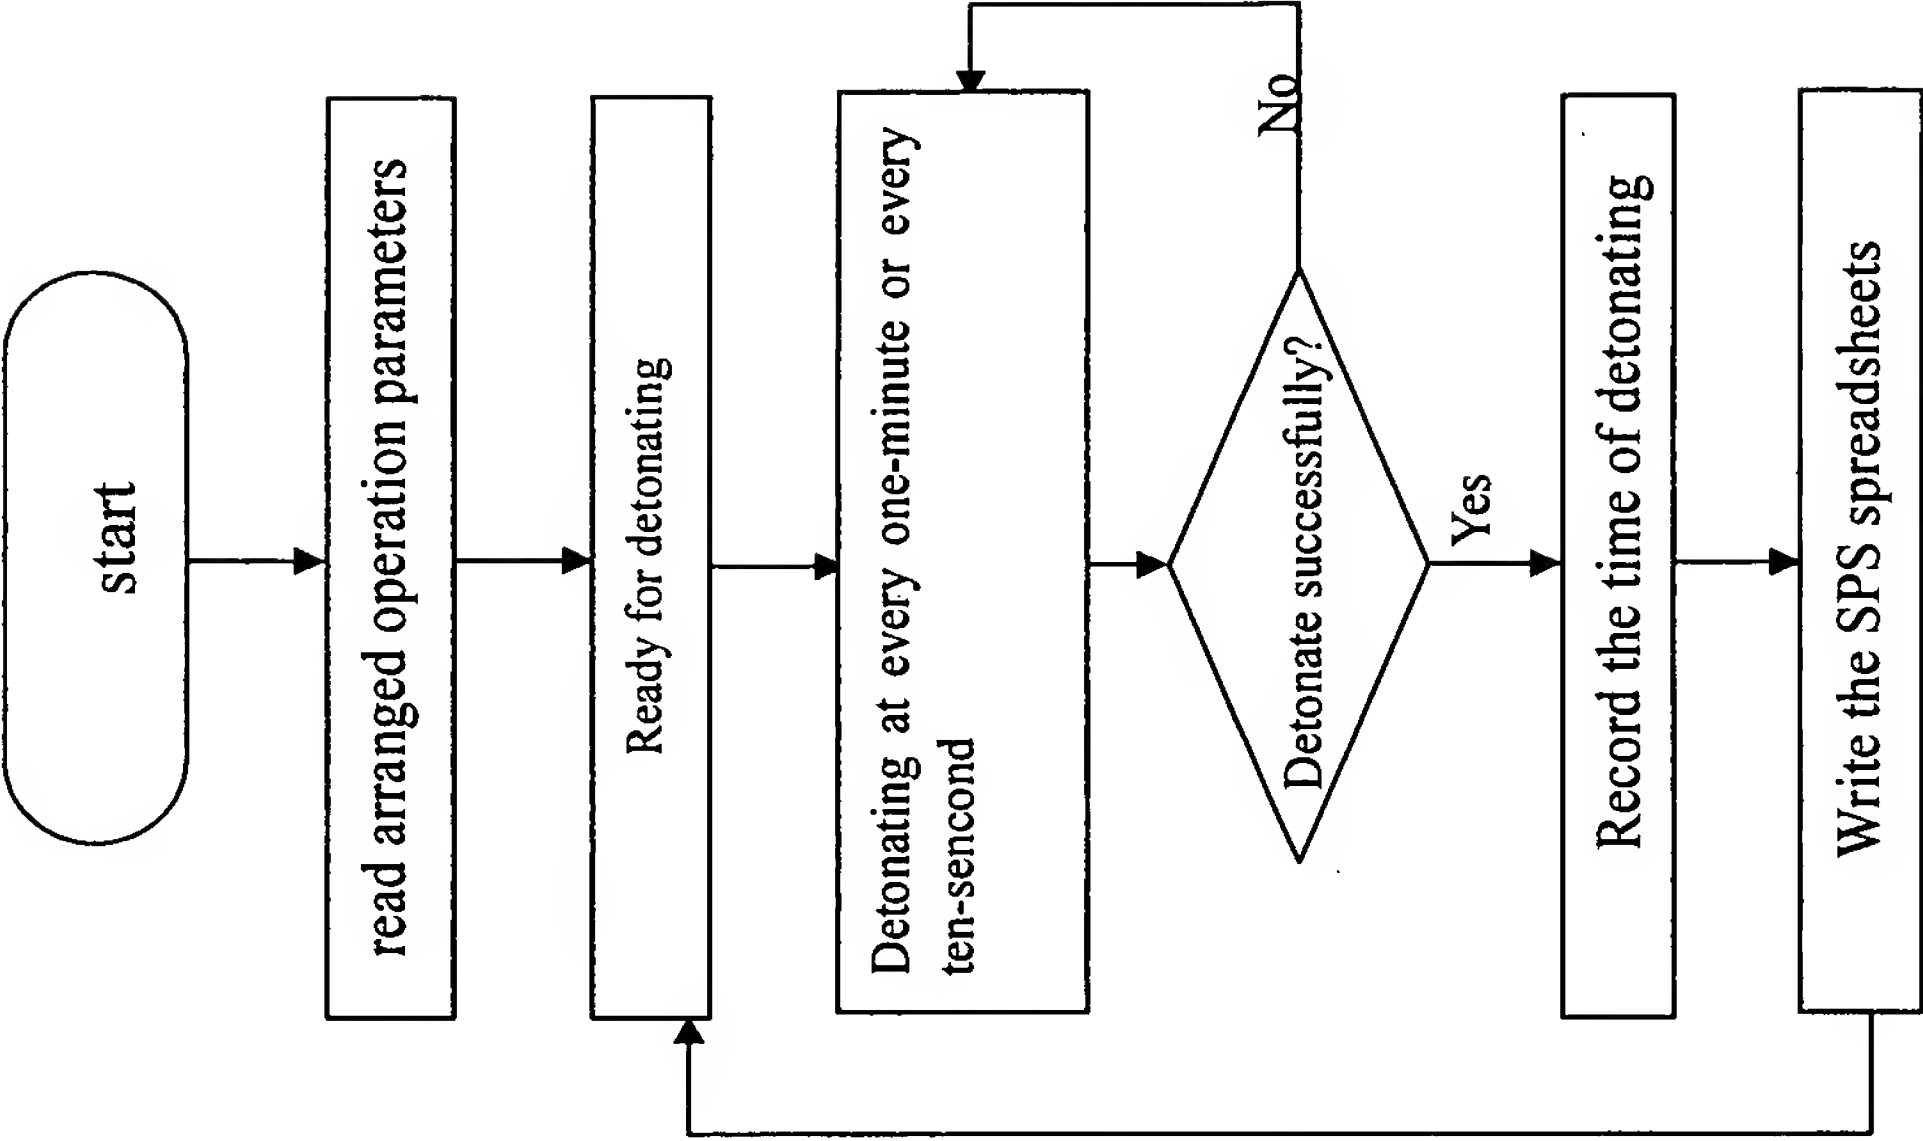 start
read arranged operation parameters
Ready for detonating
Detonating at every one-minute or every
ten-sencond
Detonate successfully?
No
Yes
Record the time of detonating
Write the SPS spreadsheets